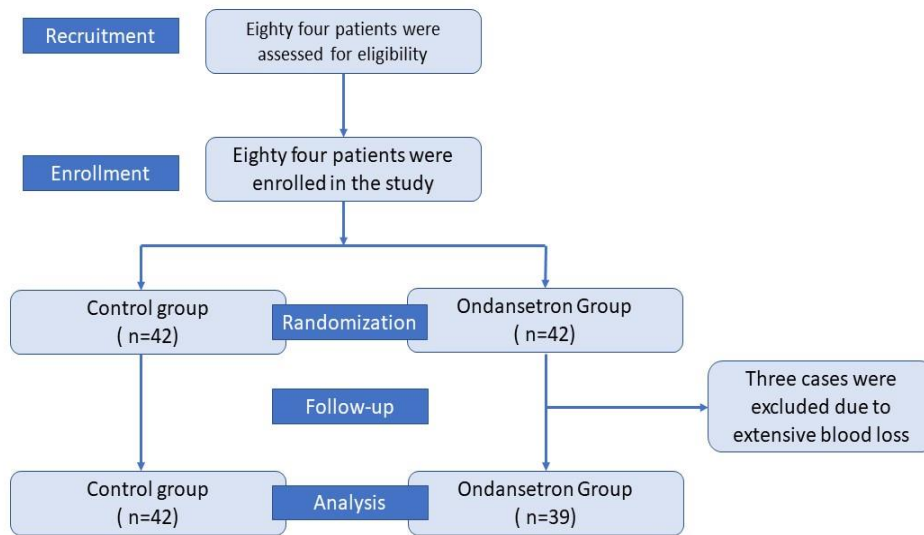 Recruitment
Eighty four patients were
assessed for eligibility
Enrollment
Eighty four patients were
enrolled in the study
Control group
( n=42)
Randomization
Ondansetron Group
( n=42)
Follow-up
Three cases were
excluded due to
extensive blood loss
Control group
( n=42)
Analysis
Ondansetron Group
( n=39)